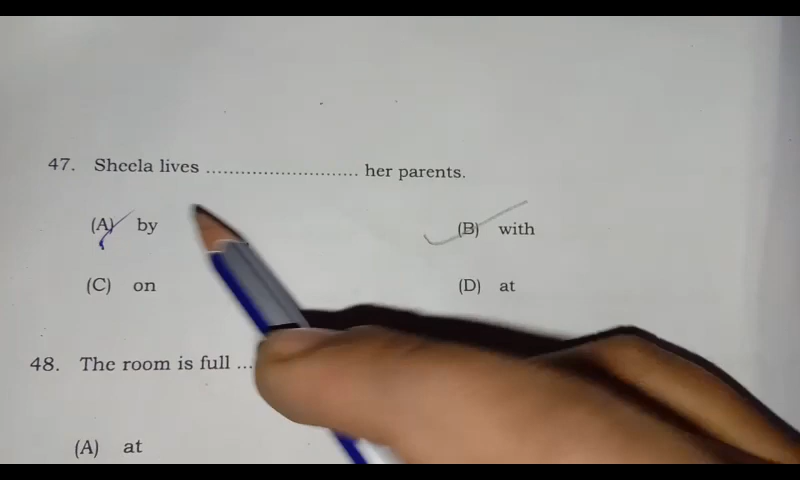 47. Sheela lives ........................... her parents.
(A) by (B) with
(C) on (D) at
48. The room is full ...
(A) at